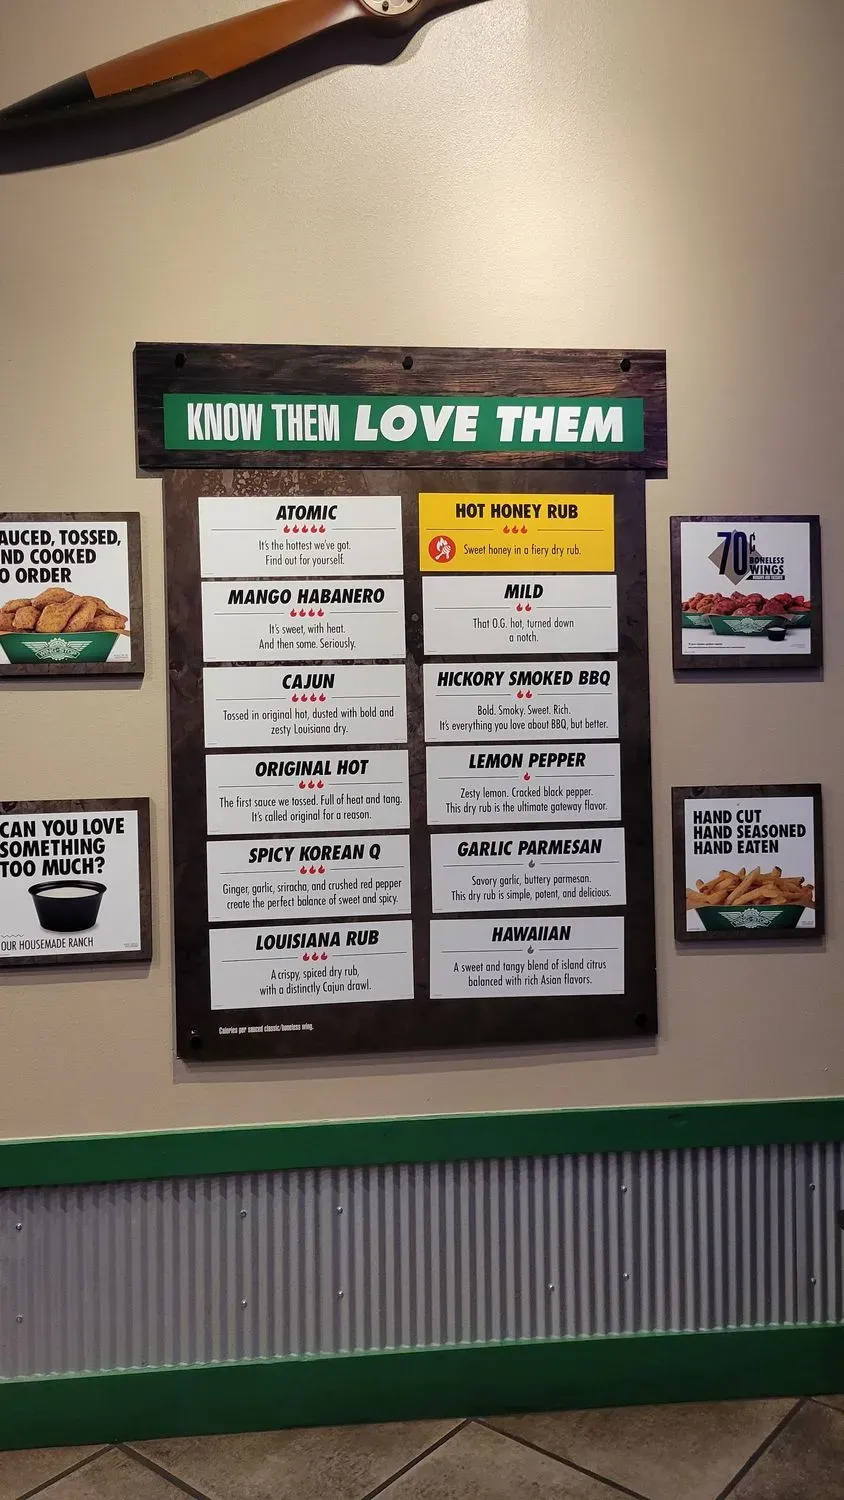 KNOW THEM LOVE THEM
ATOMIC
It's the hottest we've got.
Find out for yourself.
MANGO HABANERO
It's sweet, with heat.
And then some. Seriously.
CAJUN
Tossed in original hot, dusted with bold and
zesty Louisiana dry.
ORIGINAL HOT
The first sauce we tossed. Full of heat and tang.
It's called original for a reason.
SPICY KOREAN Q
Ginger, garlic, sriracha, and crushed red pepper
create the perfect balance of sweet and spicy.
LOUISIANA RUB
A crispy, spiced dry rub,
with a distinctly Cajun drawl.
HOT HONEY RUB
Sweet honey in a fiery dry rub.
MILD
That O.G. hot, turned down
a notch.
HICKORY SMOKED BBQ
Bold. Smoky. Sweet. Rich.
It's everything you love about BBQ, but better.
LEMON PEPPER
Zesty lemon. Cracked black pepper.
This dry rub is the ultimate gateway flavor.
GARLIC PARMESAN
Savory garlic, buttery parmesan.
This dry rub is simple, potent, and delicious.
HAWAIIAN
A sweet and tangy blend of island citrus
balanced with rich Asian flavors.
Calories per sauced classic/boneless wing.
AUCED, TOSSED,
ND COOKED
O ORDER
CAN YOU LOVE
SOMETHING
TOO MUCH?
OUR HOUSEMADE RANCH
70¢
BONELESS
WINGS
HAND CUT
HAND SEASONED
HAND EATEN